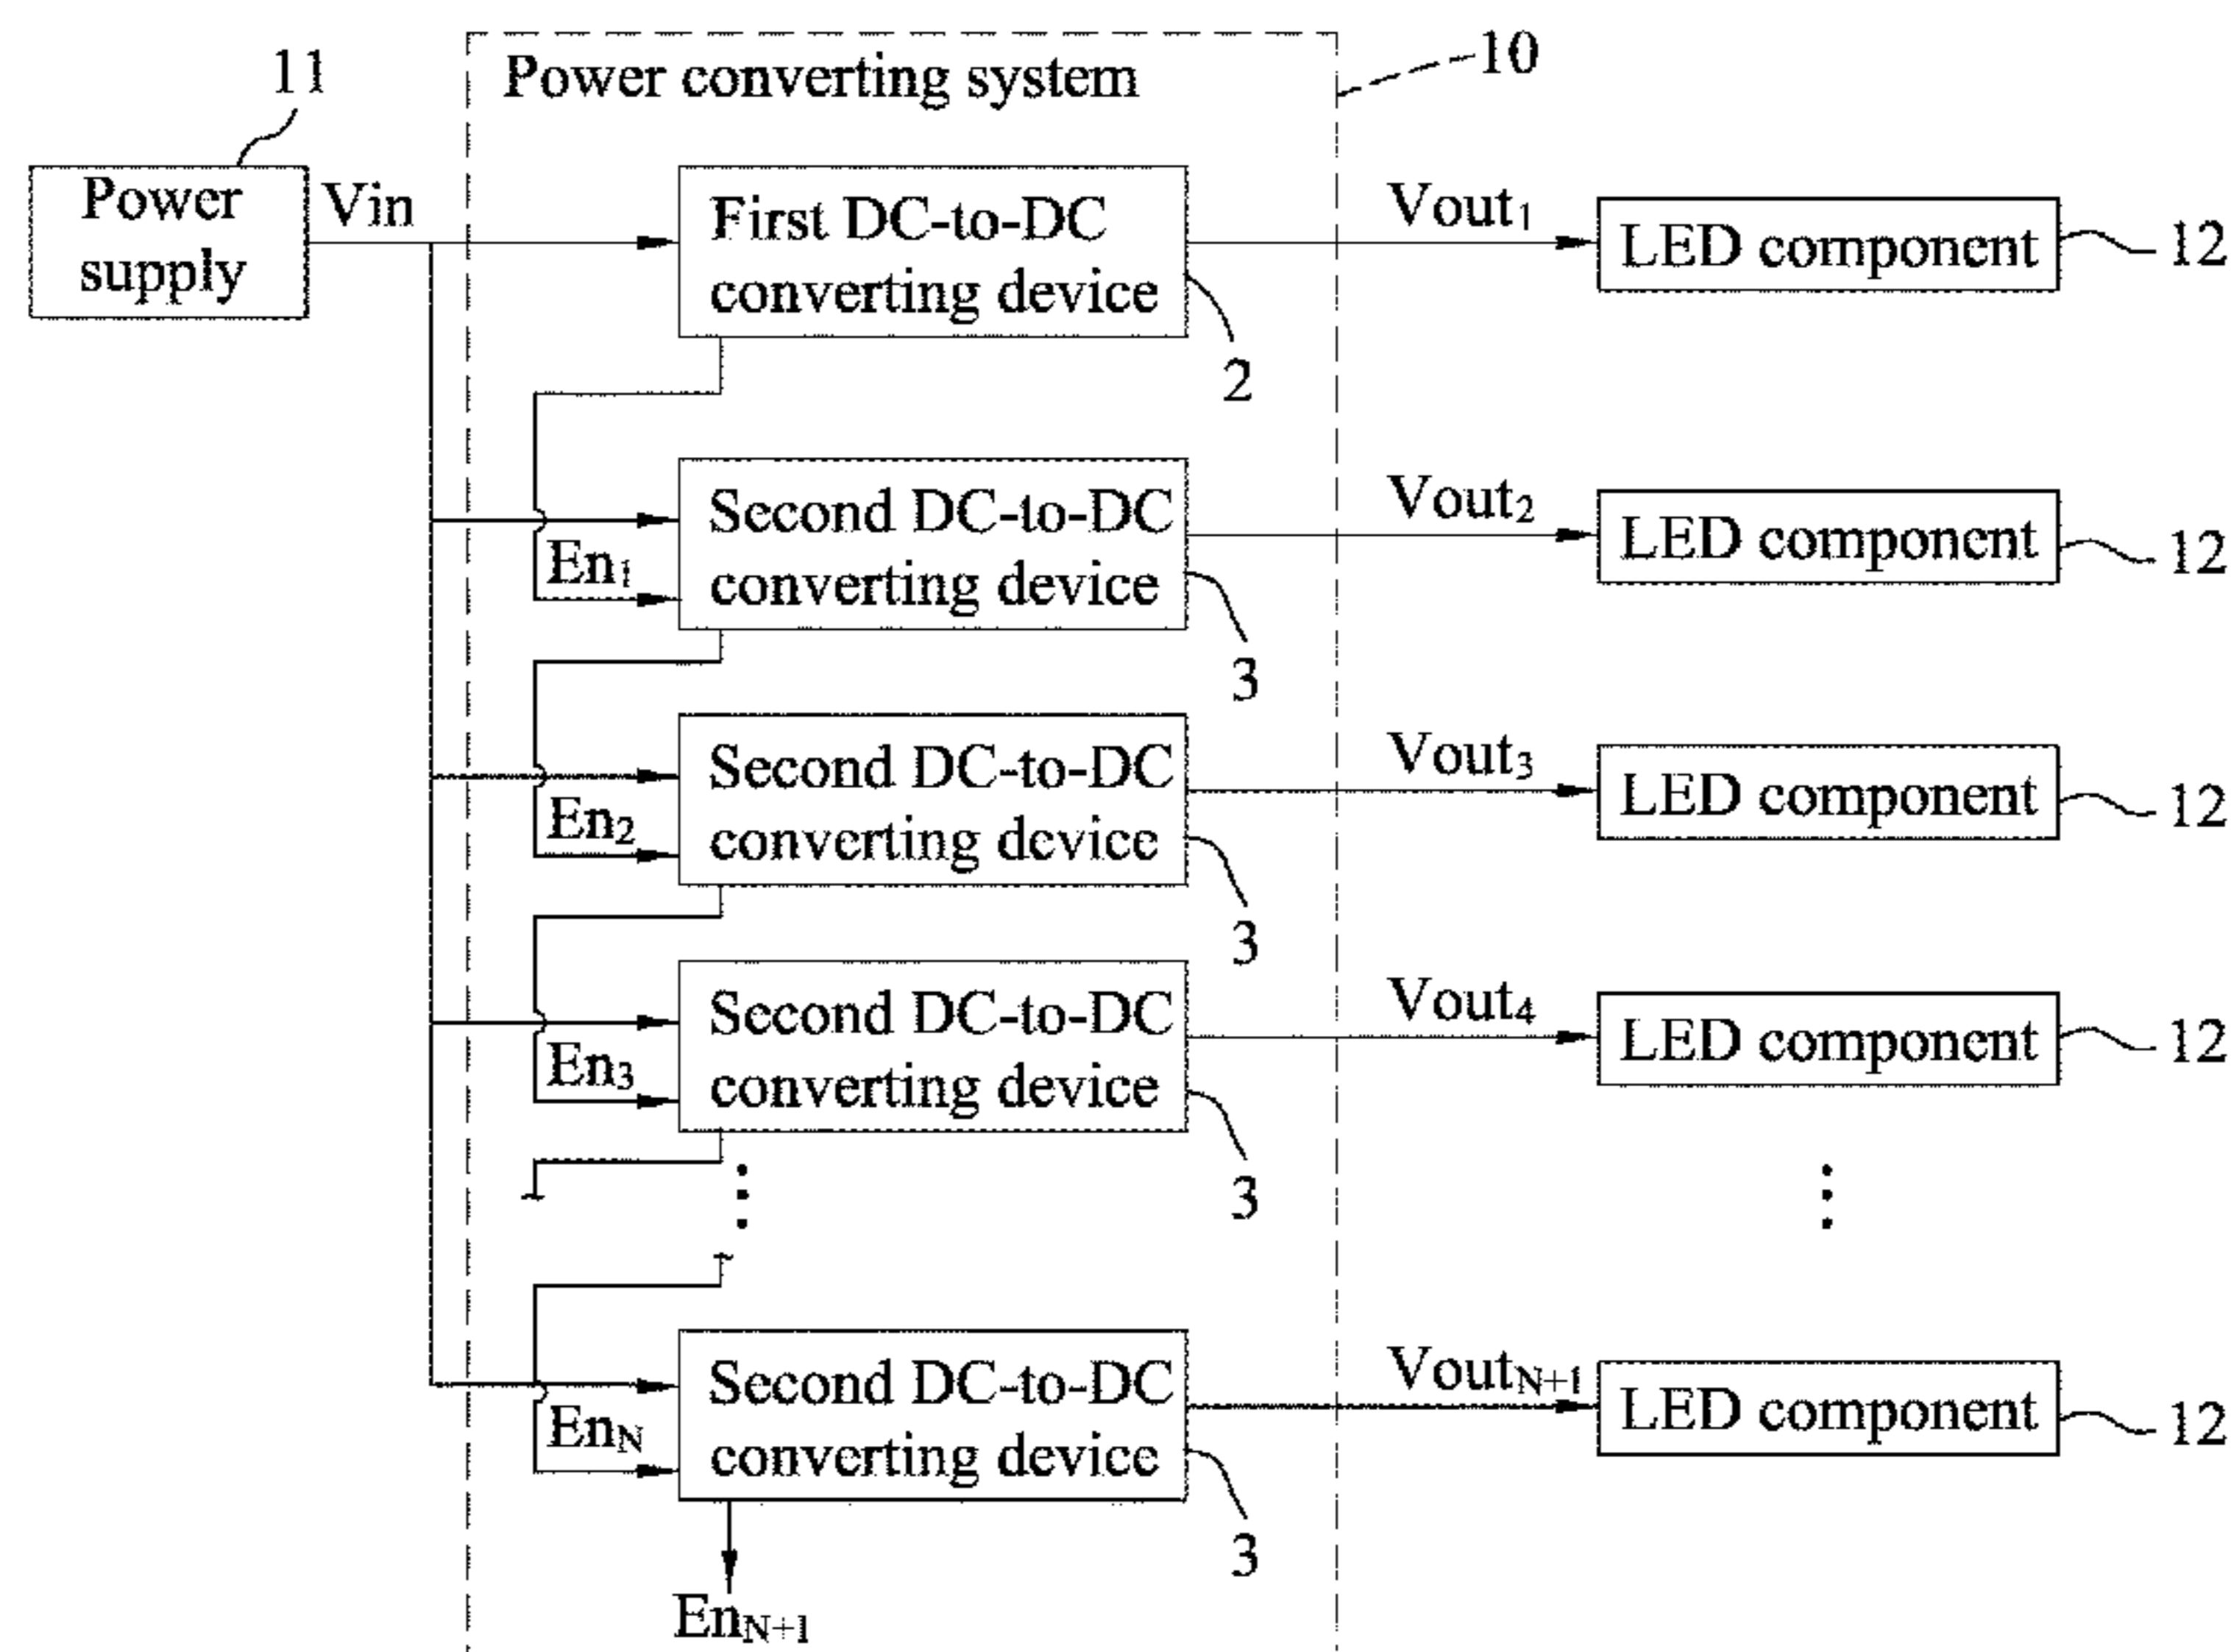 11
Power converting system
10
Power
supply
Vin
First DC-to-DC
converting device
2
Vout₁
LED component
12
Second DC-to-DC
converting device
En₁
3
Vout₂
LED component
12
Second DC-to-DC
converting device
En₂
3
Vout₃
LED component
12
Second DC-to-DC
converting device
En₃
3
Vout₄
LED component
12
Second DC-to-DC
converting device
Enₙ
3
Voutₙ₊₁
LED component
12
Enₙ₊₁